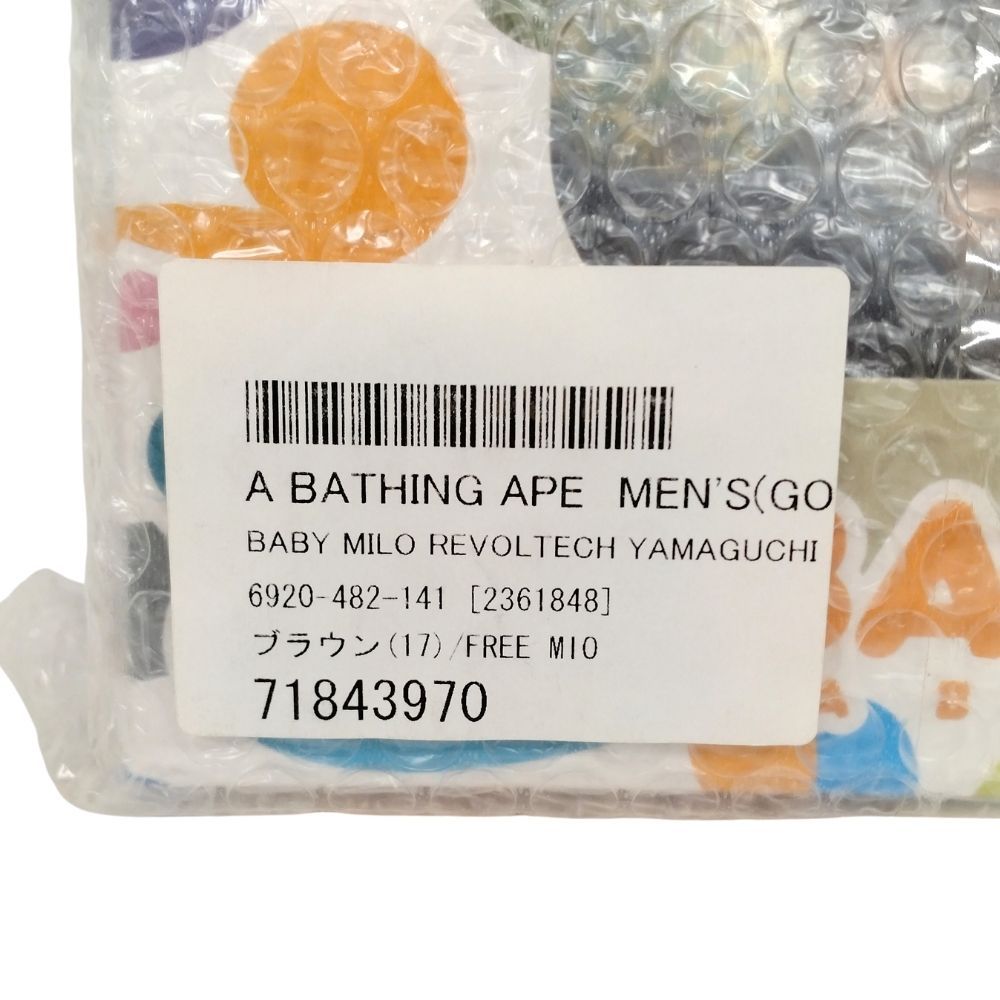 A BATHING APE MEN'S(GO
BABY MILO REVOLTECH YAMAGUCHI
6920-482-141 [2361848]
ブラウン(17)/FREE MIO
71843970
BA